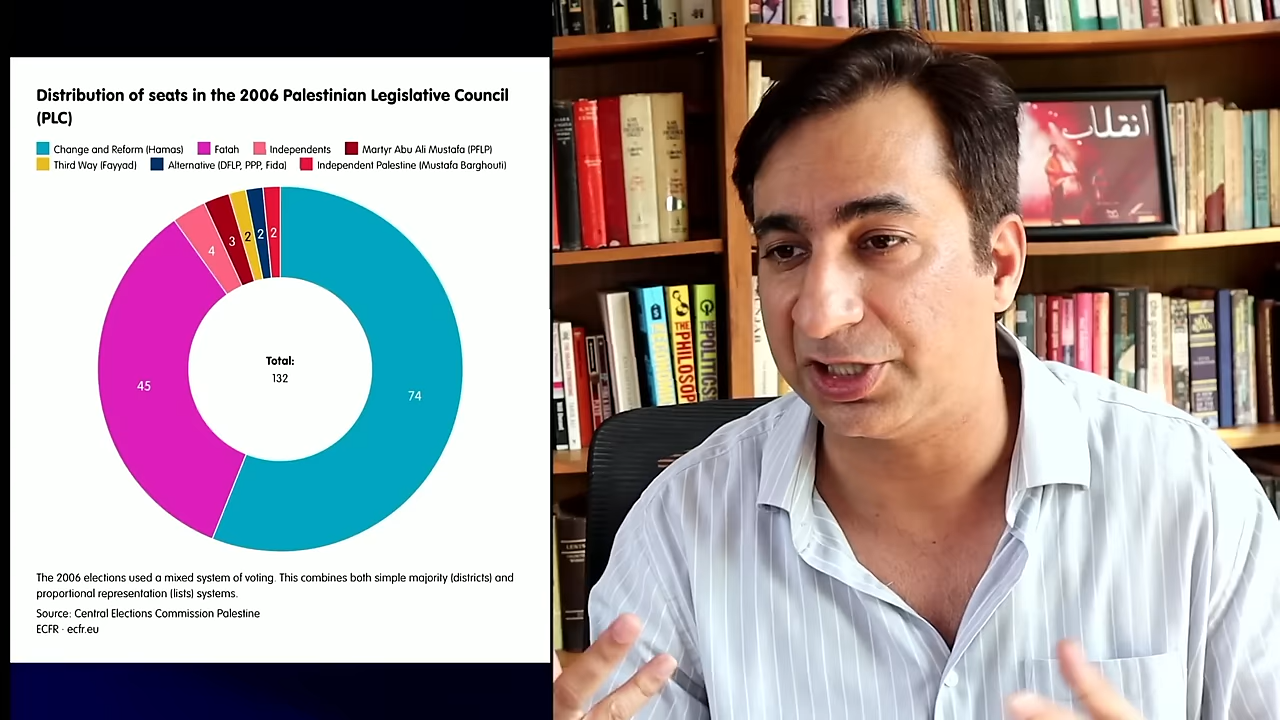 Distribution of seats in the 2006 Palestinian Legislative Council
(PLC)
Change and Reform (Hamas) Fatah Independents Martyr Abu Ali Mustafa (PFLP)
Third Way (Fayyad) Alternative (DFLP, PPP, Fida) Independent Palestine (Mustafa Barghouti)
4 3 2 2 2
45
74
Total:
132
The 2006 elections used a mixed system of voting. This combines both simple majority (districts) and
proportional representation (lists) systems.
Source: Central Elections Commission Palestine
ECFR · ecfr.eu
انقلاب
THE PHILOSOP
THE POLITICS
LENIN